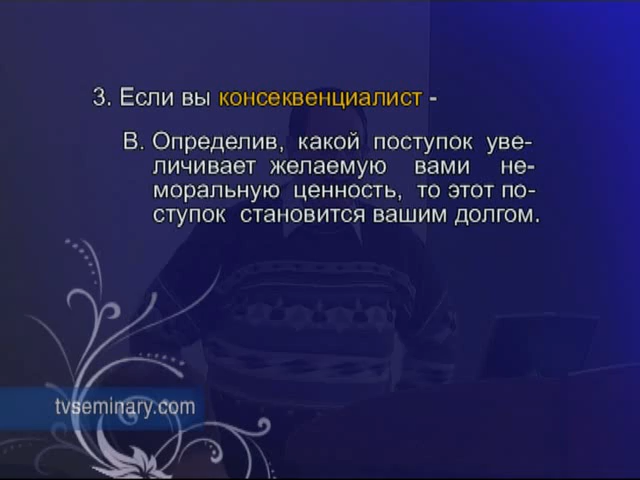 3. Если вы консеквенциалист -
В. Определив, какой поступок уве-
личивает желаемую вами не-
моральную ценность, то этот по-
ступок становится вашим долгом.
tvseminary.com